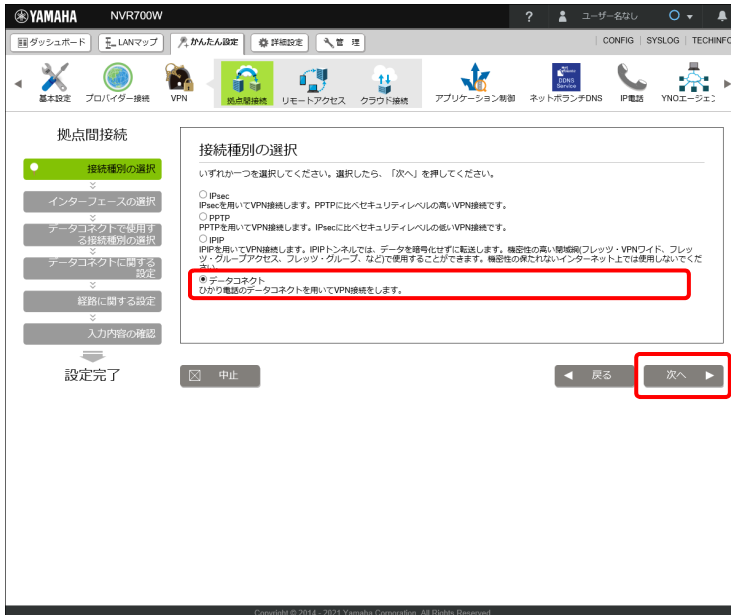 YAMAHA NVR700W ? ユーザー名なし
ダッシュボード LANマップ かんたん設定 詳細設定 管 理 CONFIG SYSLOG TECHINFO
基本設定 プロバイダー接続 VPN 拠点間接続 リモートアクセス クラウド接続 アプリケーション制御 ネットボランチDNS IP電話 YNOエージェン
DDNS
Service
拠点間接続
接続種別の選択
インターフェースの選択
データコネクトで使用す
る接続種別の選択
データコネクトに関する
設定
経路に関する設定
入力内容の確認
設定完了
接続種別の選択
いずれか一つを選択してください。選択したら、「次へ」を押してください。
IPsec
IPsecを用いてVPN接続します。PPTPに比べセキュリティレベルの高いVPN接続です。
PPTP
PPTPを用いてVPN接続します。IPsecに比べセキュリティレベルの低いVPN接続です。
IPIP
IPIPを用いてVPN接続します。IPIPトンネルでは、データを暗号化せずに転送します。機密性の高い閉域網(フレッツ・VPNワイド、フレッ
ツ・グループアクセス、フレッツ・グループ、など)で使用することができます。機密性の保たれないインターネット上では使用しないでくだ
さい。
データコネクト
ひかり電話のデータコネクトを用いてVPN接続をします。
中止 戻る 次へ
Copyright © 2014 - 2021 Yamaha Corporation. All Rights Reserved.